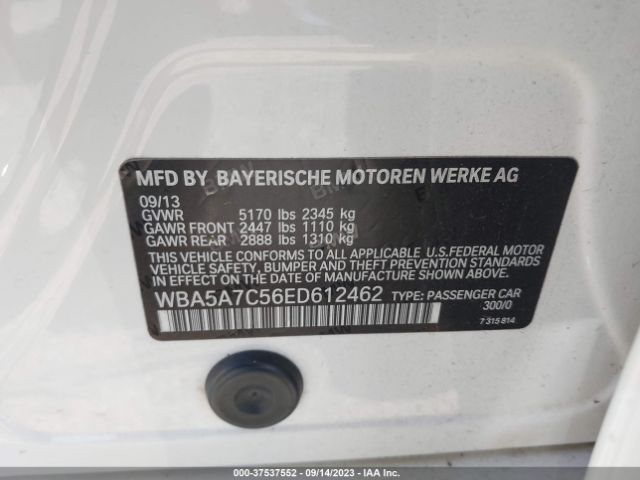 MFD BY BAYERISCHE MOTOREN WERKE AG
09/13
GVWR 5170 lbs 2345 kg
GAWR FRONT 2447 lbs 1110 kg
GAWR REAR 2888 lbs 1310 kg
THIS VEHICLE CONFORMS TO ALL APPLICABLE U.S.FEDERAL MOTOR
VEHICLE SAFETY, BUMPER AND THEFT PREVENTION STANDARDS
IN EFFECT ON THE DATE OF MANUFACTURE SHOWN ABOVE.
WBA5A7C56ED612462 TYPE: PASSENGER CAR
300/0
7315814
000-37537552 - 09/14/2023 - IAA Inc.